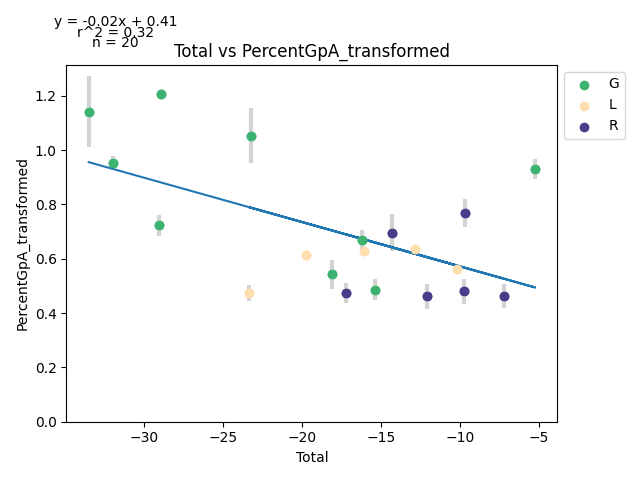 y = -0.02x + 0.41
r^2 = 0.32
n = 20
Total vs PercentGpA_transformed
G
L
R
PercentGpA_transformed
1.2
1.0
0.8
0.6
0.4
0.2
0.0
−30
−25
−20
−15
−10
−5
Total